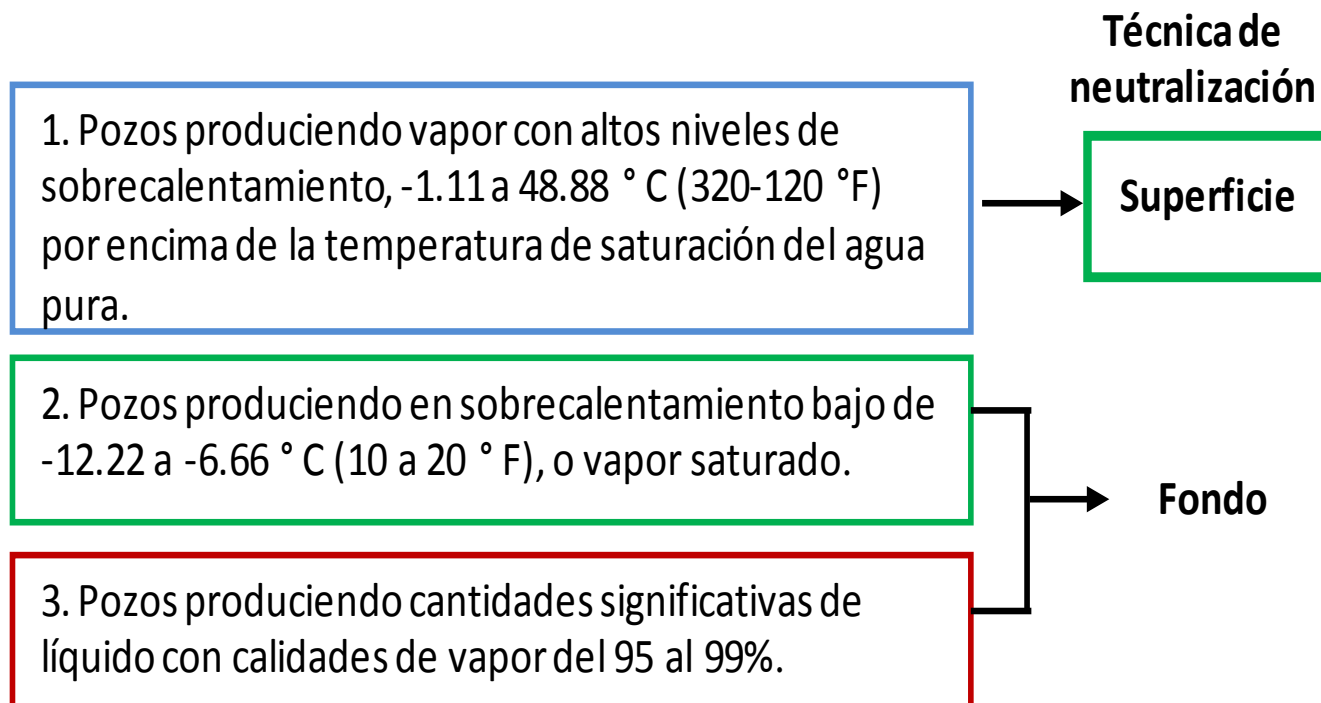 Técnica de
neutralización
1. Pozos produciendo vapor con altos niveles de
sobrecalentamiento, -1.11 a 48.88 ° C (320-120 °F)
por encima de la temperatura de saturación del agua
pura.
Superficie
2. Pozos produciendo en sobrecalentamiento bajo de
-12.22 a -6.66 ° C (10 a 20 ° F), o vapor saturado.
Fondo
3. Pozos produciendo cantidades significativas de
líquido con calidades de vapor del 95 al 99%.